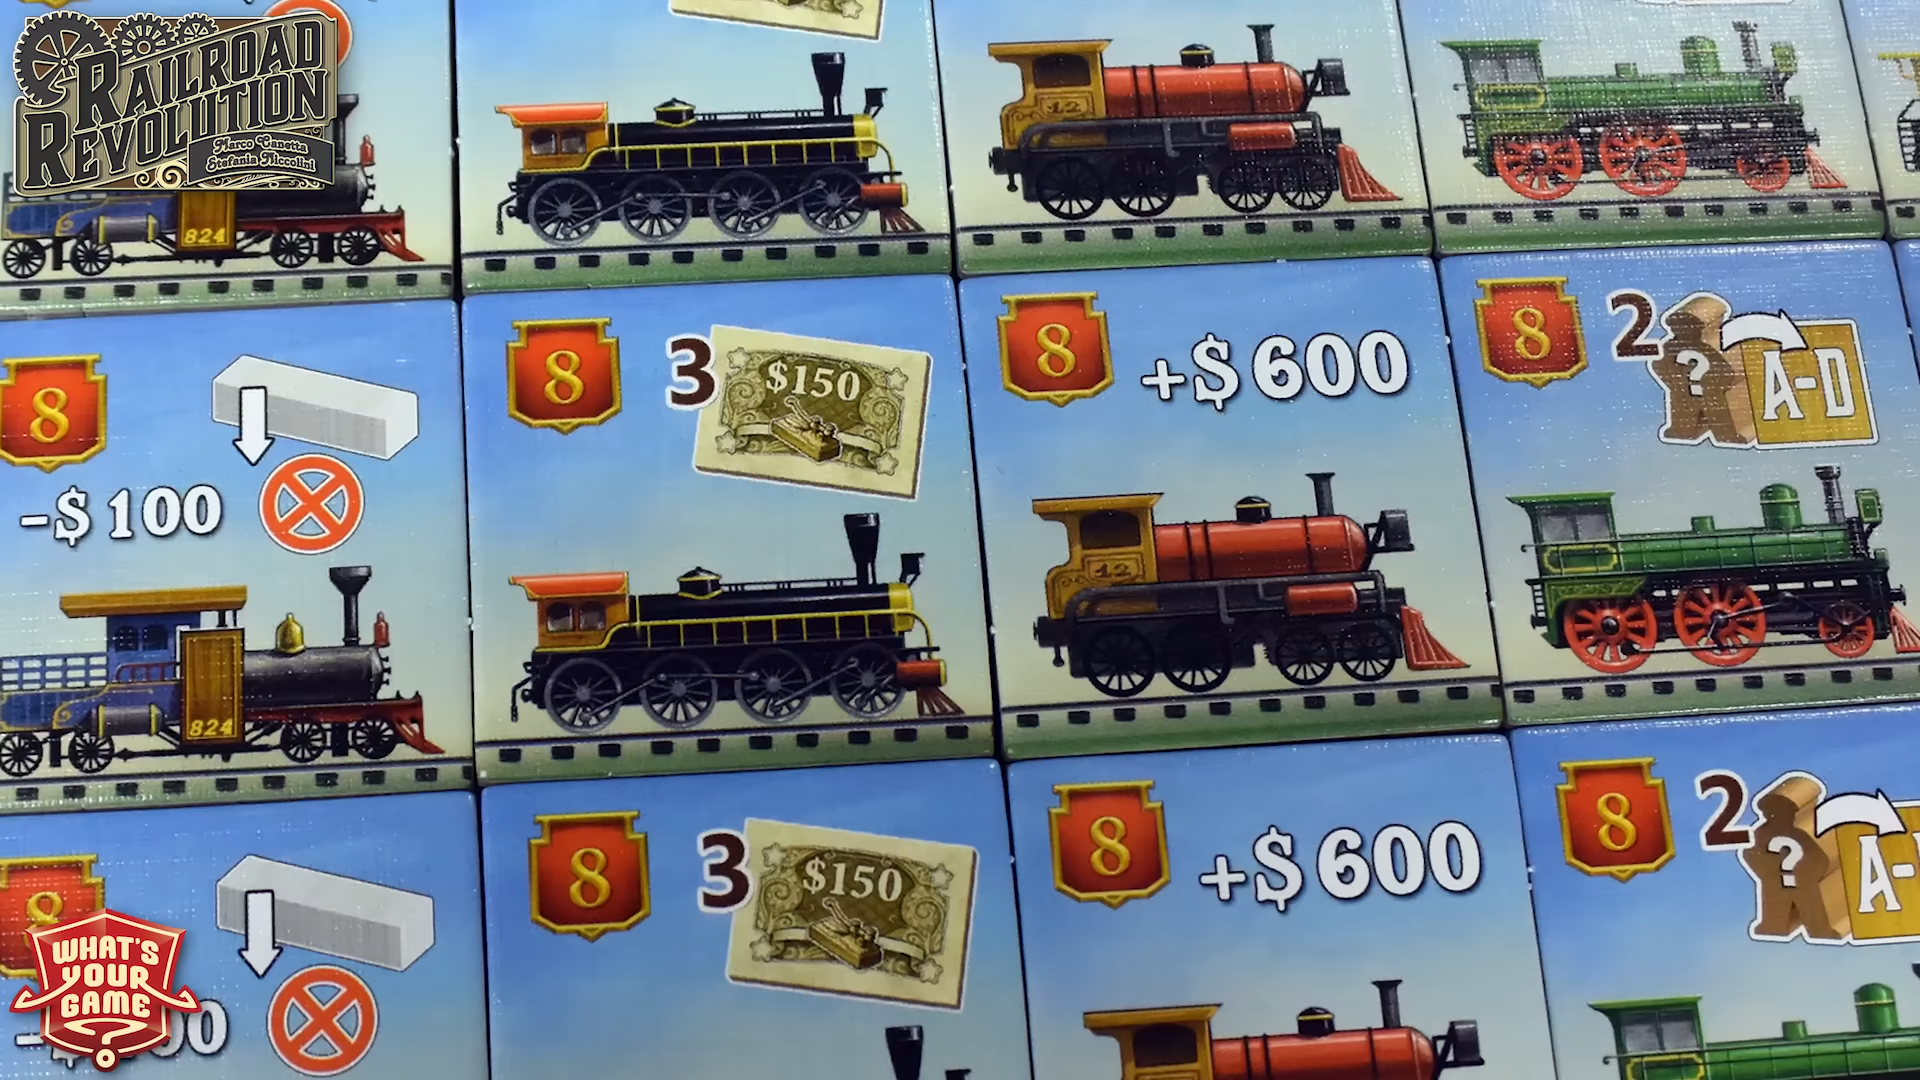 RAILROAD
REVOLUTION
Marco Canetta
Stefania Niccolini
824
12
8
-$100
824
8
3
$150
8
+$600
12
8
2
?
A-D
8
8
3
$150
8
+$600
8
2
?
A-
WHAT'S
YOUR
GAME
?